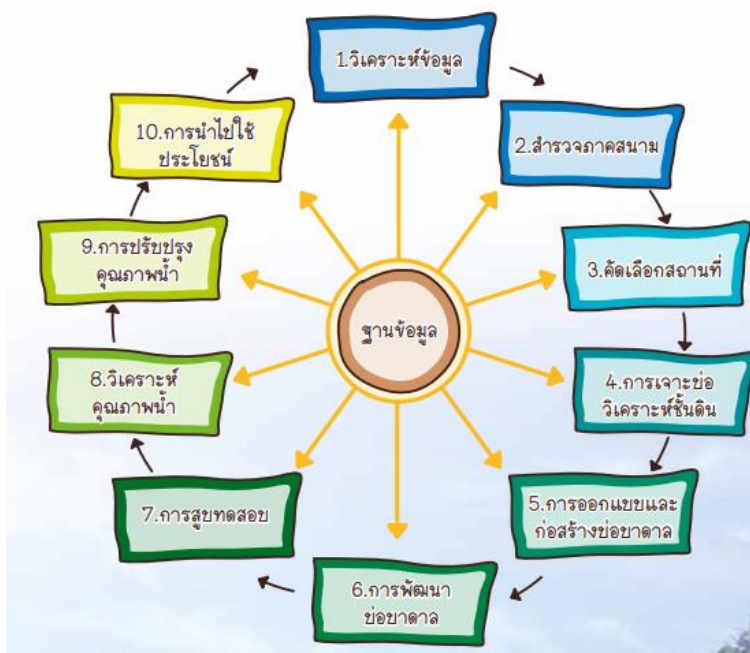 1.วิเคราะห์ข้อมูล
2.สำรวจภาคสนาม
3.คัดเลือกสถานที่
4.การเจาะบ่อ
วิเคราะห์ชั้นดิน
5.การออกแบบและ
ก่อสร้างบ่อบาดาล
6.การพัฒนา
บ่อบาดาล
7.การสูบทดสอบ
8.วิเคราะห์
คุณภาพน้ำ
9.การปรับปรุง
คุณภาพน้ำ
10.การนำไปใช้
ประโยชน์
ฐานข้อมูล